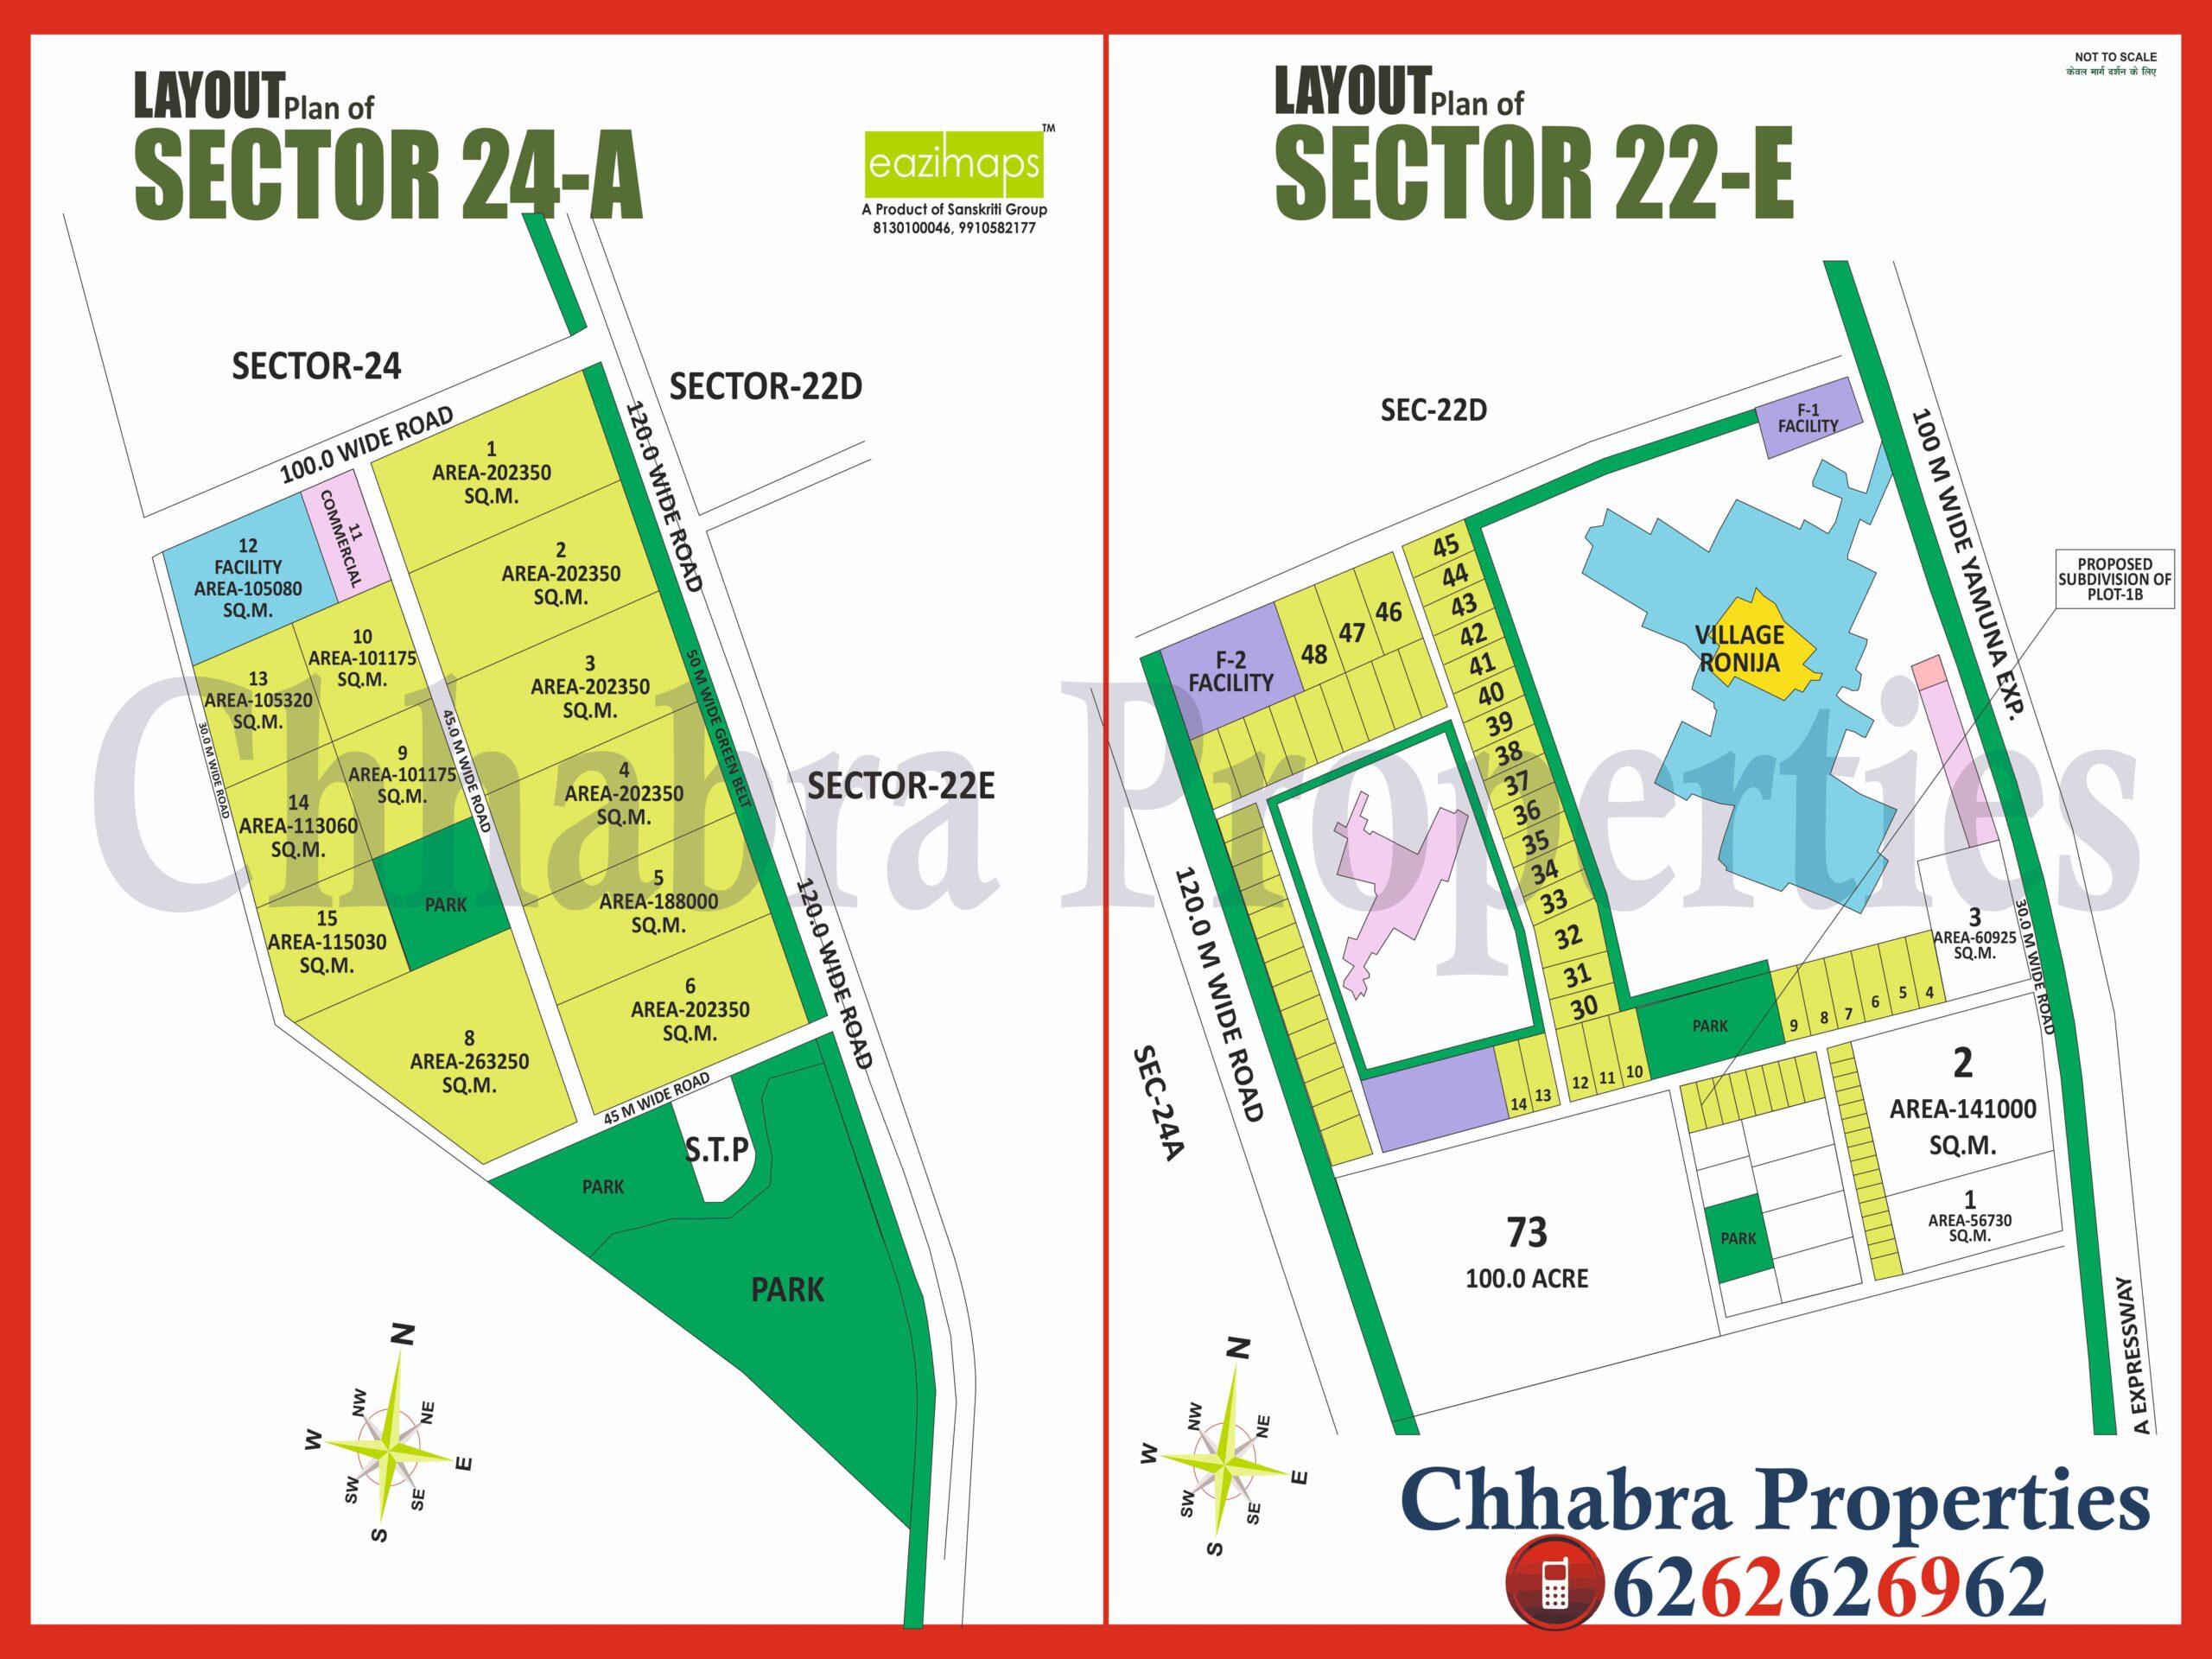 LAYOUT Plan of
SECTOR 24-A
eazimaps
TM
A Product of Sanskriti Group
8130100046, 9910582177
SECTOR-24
SECTOR-22D
100.0 WIDE ROAD
120.0 WIDE ROAD
1
AREA-202350
SQ.M.
2
AREA-202350
SQ.M.
3
AREA-202350
SQ.M.
4
AREA-202350
SQ.M.
5
AREA-188000
SQ.M.
6
AREA-202350
SQ.M.
11
COMMERCIAL
12
FACILITY
AREA-105080
SQ.M.
10
AREA-101175
SQ.M.
13
AREA-105320
SQ.M.
9
AREA-101175
SQ.M.
14
AREA-113060
SQ.M.
PARK
15
AREA-115030
SQ.M.
8
AREA-263250
SQ.M.
30.0 M WIDE ROAD
45.0 M WIDE ROAD
50 M WIDE GREEN BELT
SECTOR-22E
120.0 WIDE ROAD
45 M WIDE ROAD
S.T.P
PARK
PARK
N
NW
NE
W
E
SW
SE
S
LAYOUT Plan of
SECTOR 22-E
NOT TO SCALE
केवल मार्ग दर्शन के लिए
SEC-22D
F-1
FACILITY
100 M WIDE YAMUNA EXP.
PROPOSED
SUBDIVISION OF
PLOT-1B
VILLAGE
RONIJA
F-2
FACILITY
48
47
46
45
44
43
42
41
40
39
38
37
36
35
34
33
32
31
30
120.0 M WIDE ROAD
SEC-24A
14
13
12
11
10
PARK
9
8
7
6
5
4
3
AREA-60925
SQ.M.
30.0 M WIDE ROAD
2
AREA-141000
SQ.M.
1
AREA-56730
SQ.M.
PARK
73
100.0 ACRE
A EXPRESSWAY
N
NW
NE
W
E
SW
SE
S
Chhabra Properties
Chhabra Properties
6262626962